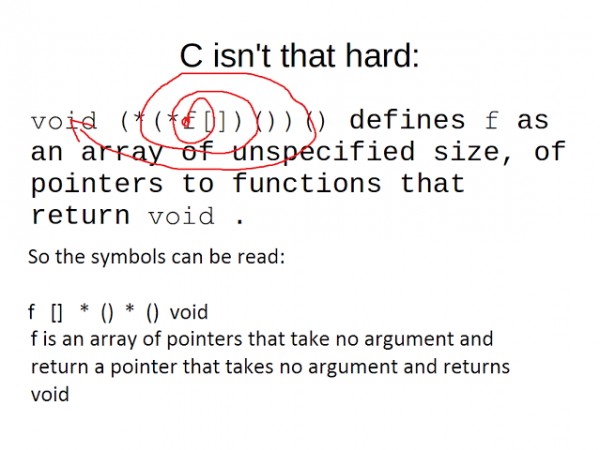 C isn't that hard:
void (*(*f[])())() defines f as
an array of unspecified size, of
pointers to functions that
return void .
So the symbols can be read:
f [] * () * () void
f is an array of pointers that take no argument and
return a pointer that takes no argument and returns
void